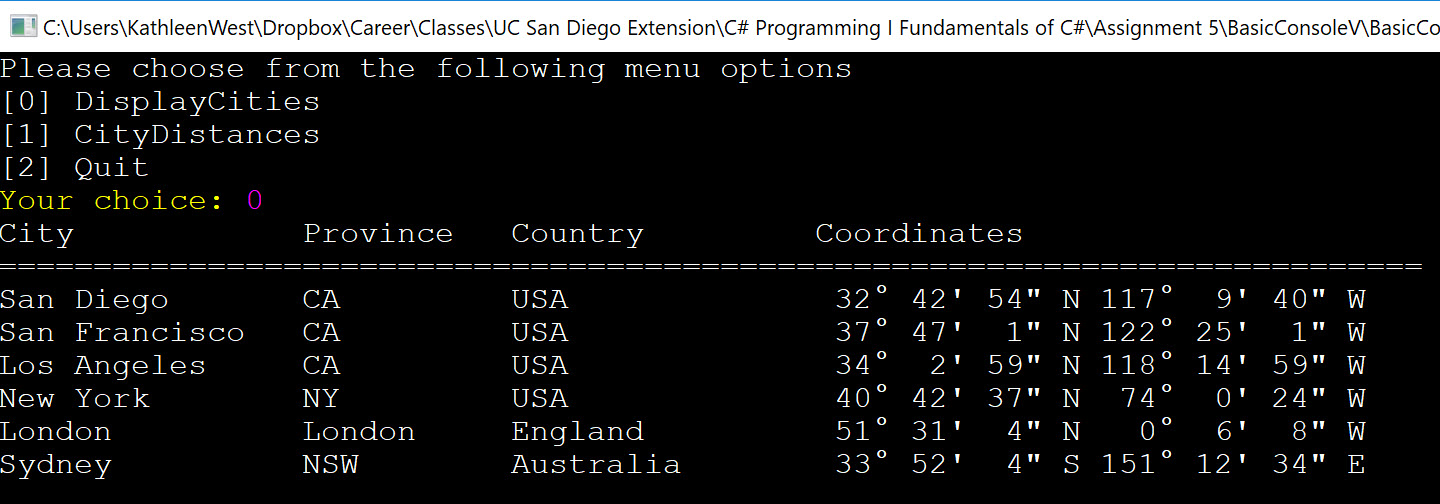 C:\Users\KathleenWest\Dropbox\Career\Classes\UC San Diego Extension\C# Programming I Fundamentals of C#\Assignment 5\BasicConsoleV\BasicCo
Please choose from the following menu options
[0] DisplayCities
[1] CityDistances
[2] Quit
Your choice: 0
City Province Country Coordinates
============================================================================
San Diego CA USA 32° 42' 54" N 117° 9' 40" W
San Francisco CA USA 37° 47' 1" N 122° 25' 1" W
Los Angeles CA USA 34° 2' 59" N 118° 14' 59" W
New York NY USA 40° 42' 37" N 74° 0' 24" W
London London England 51° 31' 4" N 0° 6' 8" W
Sydney NSW Australia 33° 52' 4" S 151° 12' 34" E